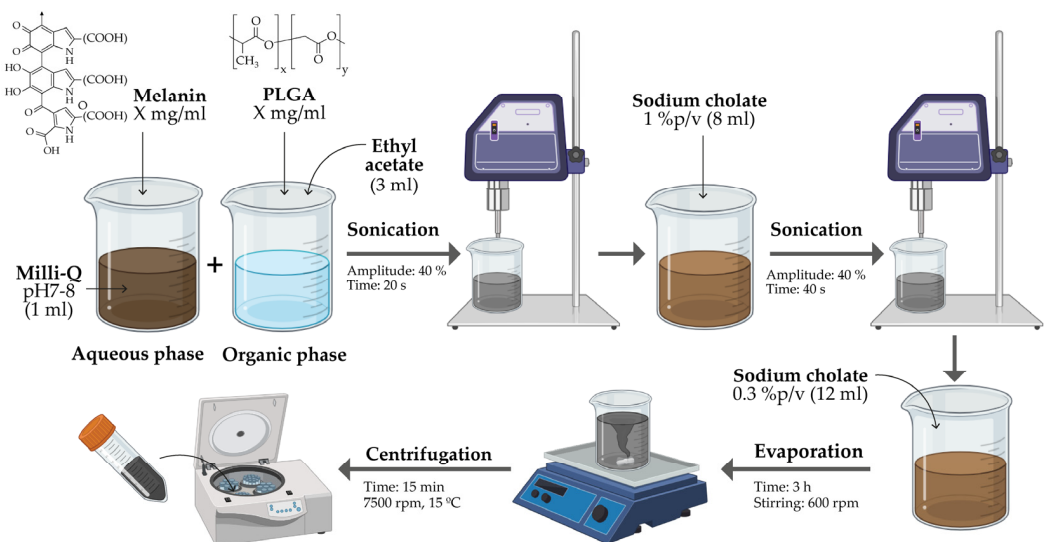 Melanin
X mg/ml
PLGA
X mg/ml
Ethyl
acetate
(3 ml)
Milli-Q
pH7-8
(1 ml)
+
Aqueous phase
Organic phase
Sonication
Amplitude: 40 %
Time: 20 s
Sodium cholate
1 %p/v (8 ml)
Sonication
Amplitude: 40 %
Time: 40 s
Sodium cholate
0.3 %p/v (12 ml)
Evaporation
Time: 3 h
Stirring: 600 rpm
Centrifugation
Time: 15 min
7500 rpm, 15 ºC
O
O
(COOH)
N
H
HO
HO
(COOH)
N
H
O
O
(COOH)
O
N
H
OH
O
O
CH3
x
O
O
y